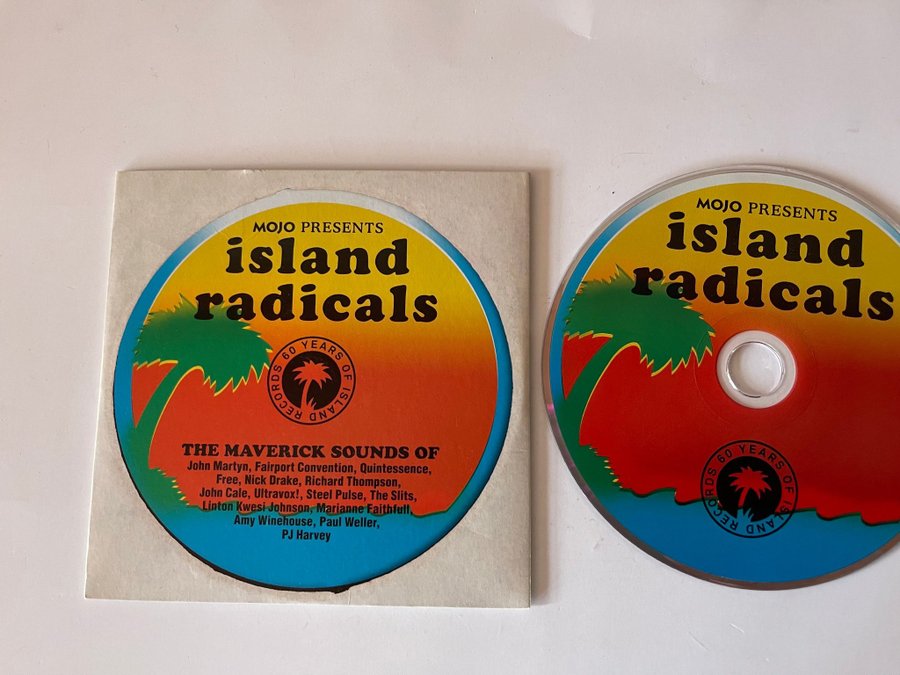 MOJO PRESENTS
island
radicals
60 YEARS OF ISLAND RECORDS
THE MAVERICK SOUNDS OF
John Martyn, Fairport Convention, Quintessence,
Free, Nick Drake, Richard Thompson,
John Cale, Ultravox!, Steel Pulse, The Slits,
Linton Kwesi Johnson, Marianne Faithfull,
Amy Winehouse, Paul Weller,
PJ Harvey
MOJO PRESENTS
island
radicals
60 YEARS OF ISLAND RECORDS